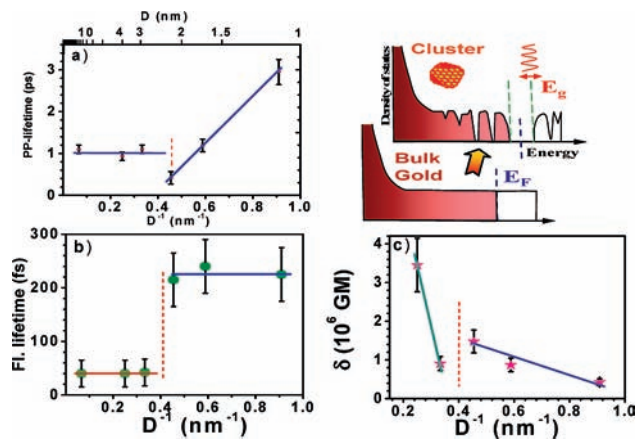 D (nm)
10 4 3 2 1.5 1
a)
PP-lifetime (ps)
3
2
1
0
0.0 0.2 0.4 0.6 0.8 1.0
D⁻¹ (nm⁻¹)
Cluster
Density of states
E_g
Energy
Bulk
Gold
E_F
b)
Fl. lifetime (fs)
300
200
100
0
0.0 0.2 0.4 0.6 0.8 1.0
D⁻¹ (nm⁻¹)
c)
δ (10⁶ GM)
4
3
2
1
0
0.2 0.4 0.6 0.8 1.0
D⁻¹ (nm⁻¹)